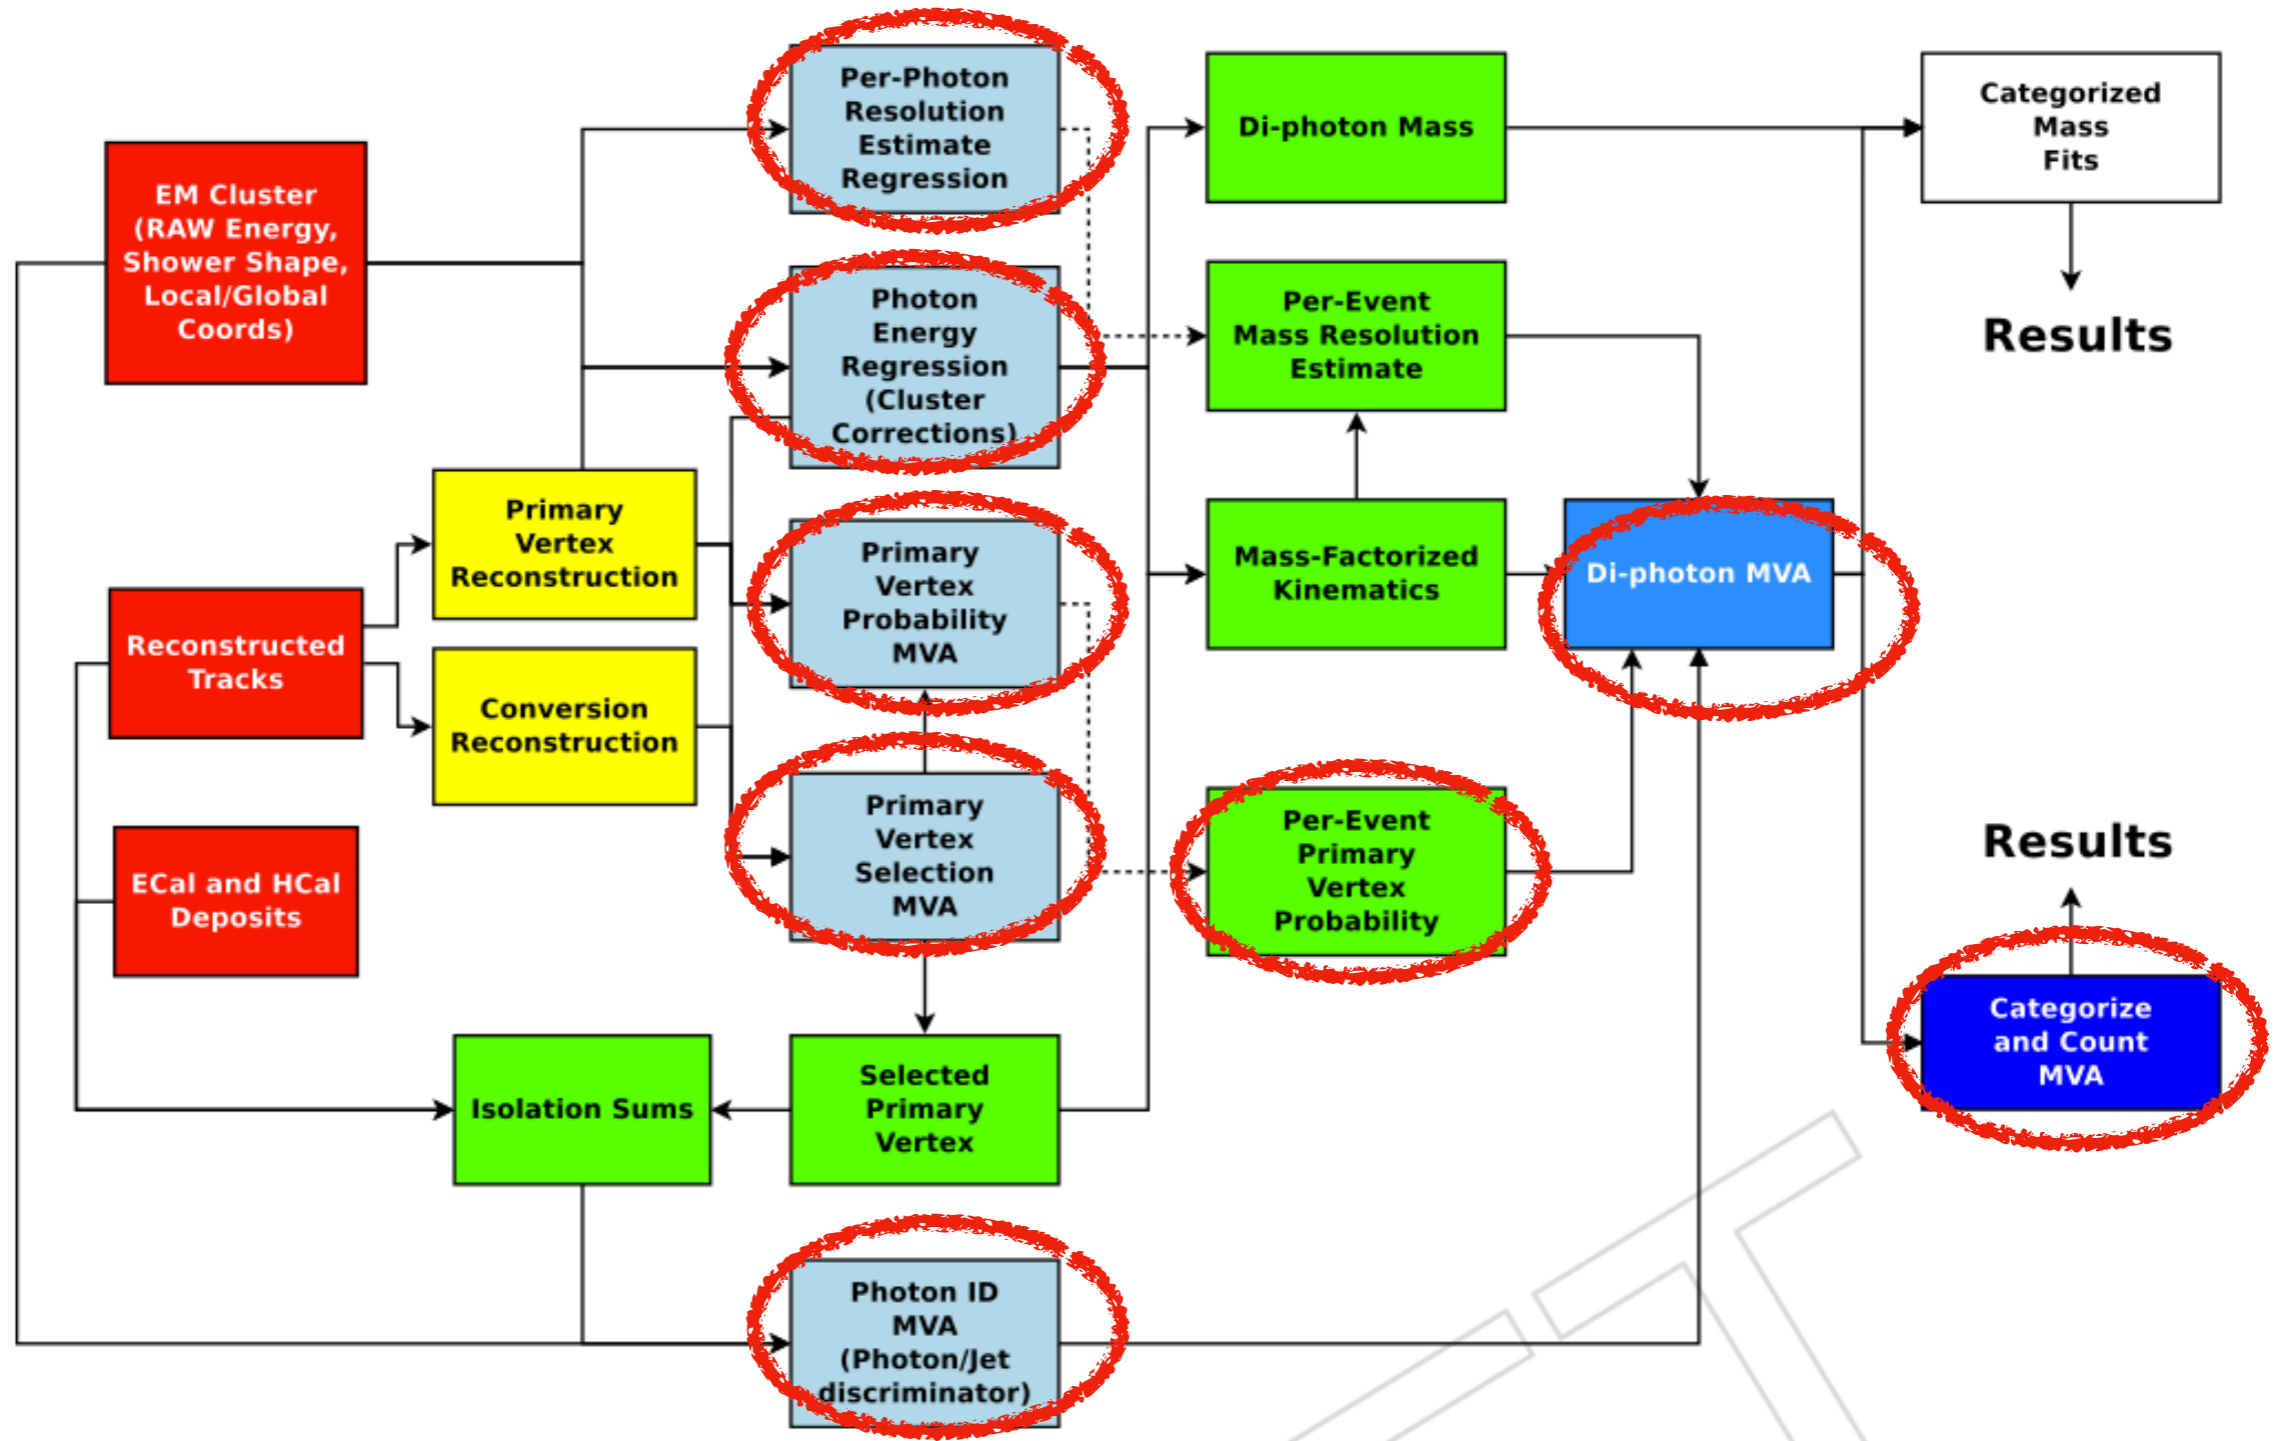 Per-Photon
Resolution
Estimate
Regression
Di-photon Mass
Categorized
Mass
Fits
EM Cluster
(RAW Energy,
Shower Shape,
Local/Global
Coords)
Photon
Energy
Regression
(Cluster
Corrections)
Per-Event
Mass Resolution
Estimate
Results
Primary
Vertex
Reconstruction
Primary
Vertex
Probability
MVA
Mass-Factorized
Kinematics
Di-photon MVA
Reconstructed
Tracks
Conversion
Reconstruction
Primary
Vertex
Selection
MVA
Per-Event
Primary
Vertex
Probability
Results
ECal and HCal
Deposits
Categorize
and Count
MVA
Isolation Sums
Selected
Primary
Vertex
Photon ID
MVA
(Photon/Jet
discriminator)